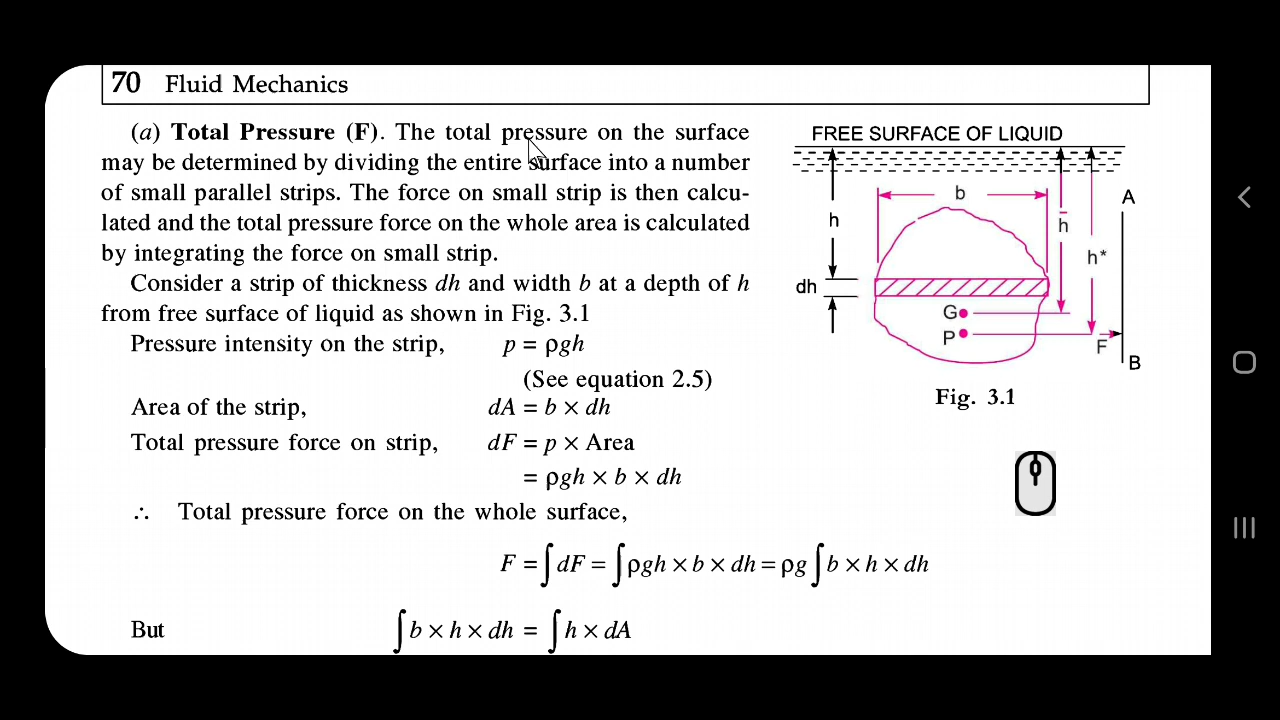 70 Fluid Mechanics
(a) Total Pressure (F). The total pressure on the surface
may be determined by dividing the entire surface into a number
of small parallel strips. The force on small strip is then calcu-
lated and the total pressure force on the whole area is calculated
by integrating the force on small strip.
Consider a strip of thickness dh and width b at a depth of h
from free surface of liquid as shown in Fig. 3.1
Pressure intensity on the strip, p = ρgh
(See equation 2.5)
Area of the strip, dA = b × dh
Total pressure force on strip, dF = p × Area
= ρgh × b × dh
∴ Total pressure force on the whole surface,
F = ∫ dF = ∫ ρgh × b × dh = ρg ∫ b × h × dh
But ∫ b × h × dh = ∫ h × dA
FREE SURFACE OF LIQUID
b
A
h
h̄
h*
dh
G
P
F
B
Fig. 3.1